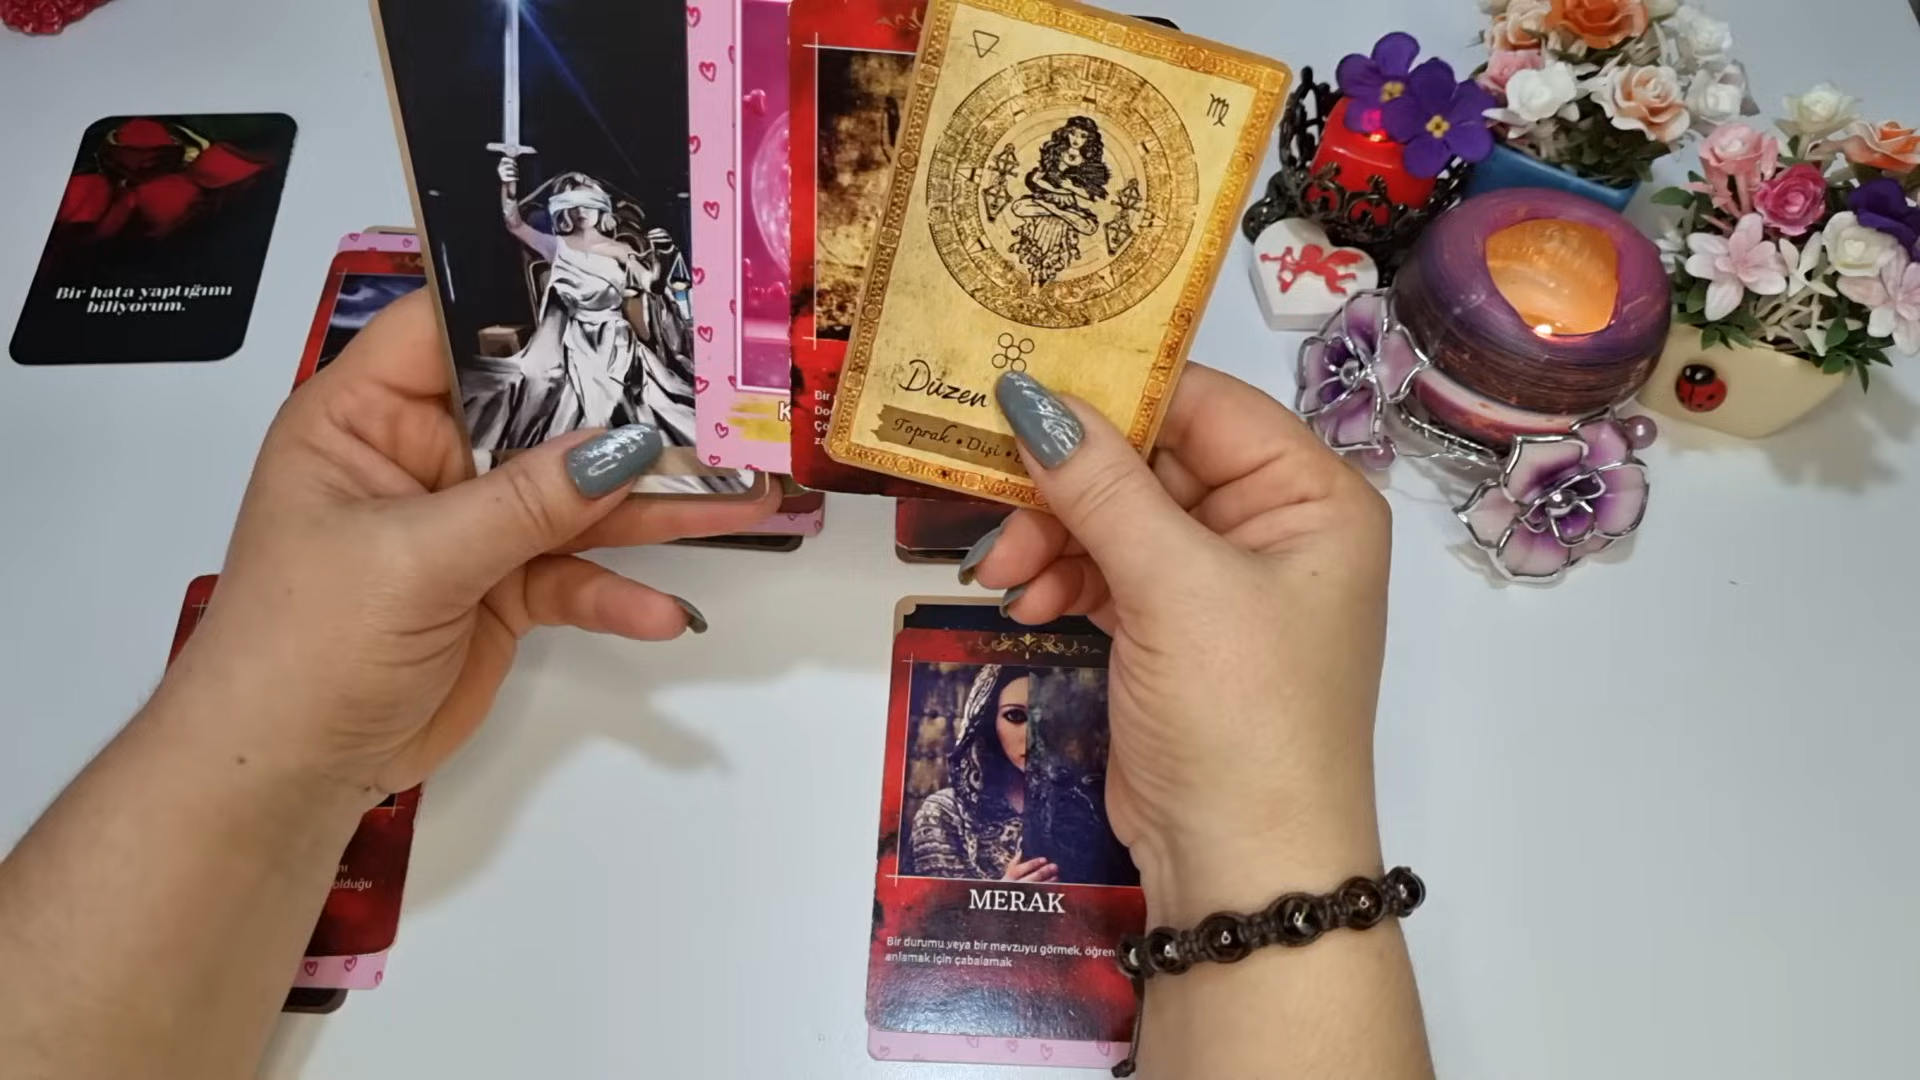 Bir hata yaptığımı
biliyorum.
K
Bir
Düzen
Toprak • Dişi •
MERAK
Bir durumu veya bir mevzuyu görmek, öğren
anlamak için çabalamak
olduğu